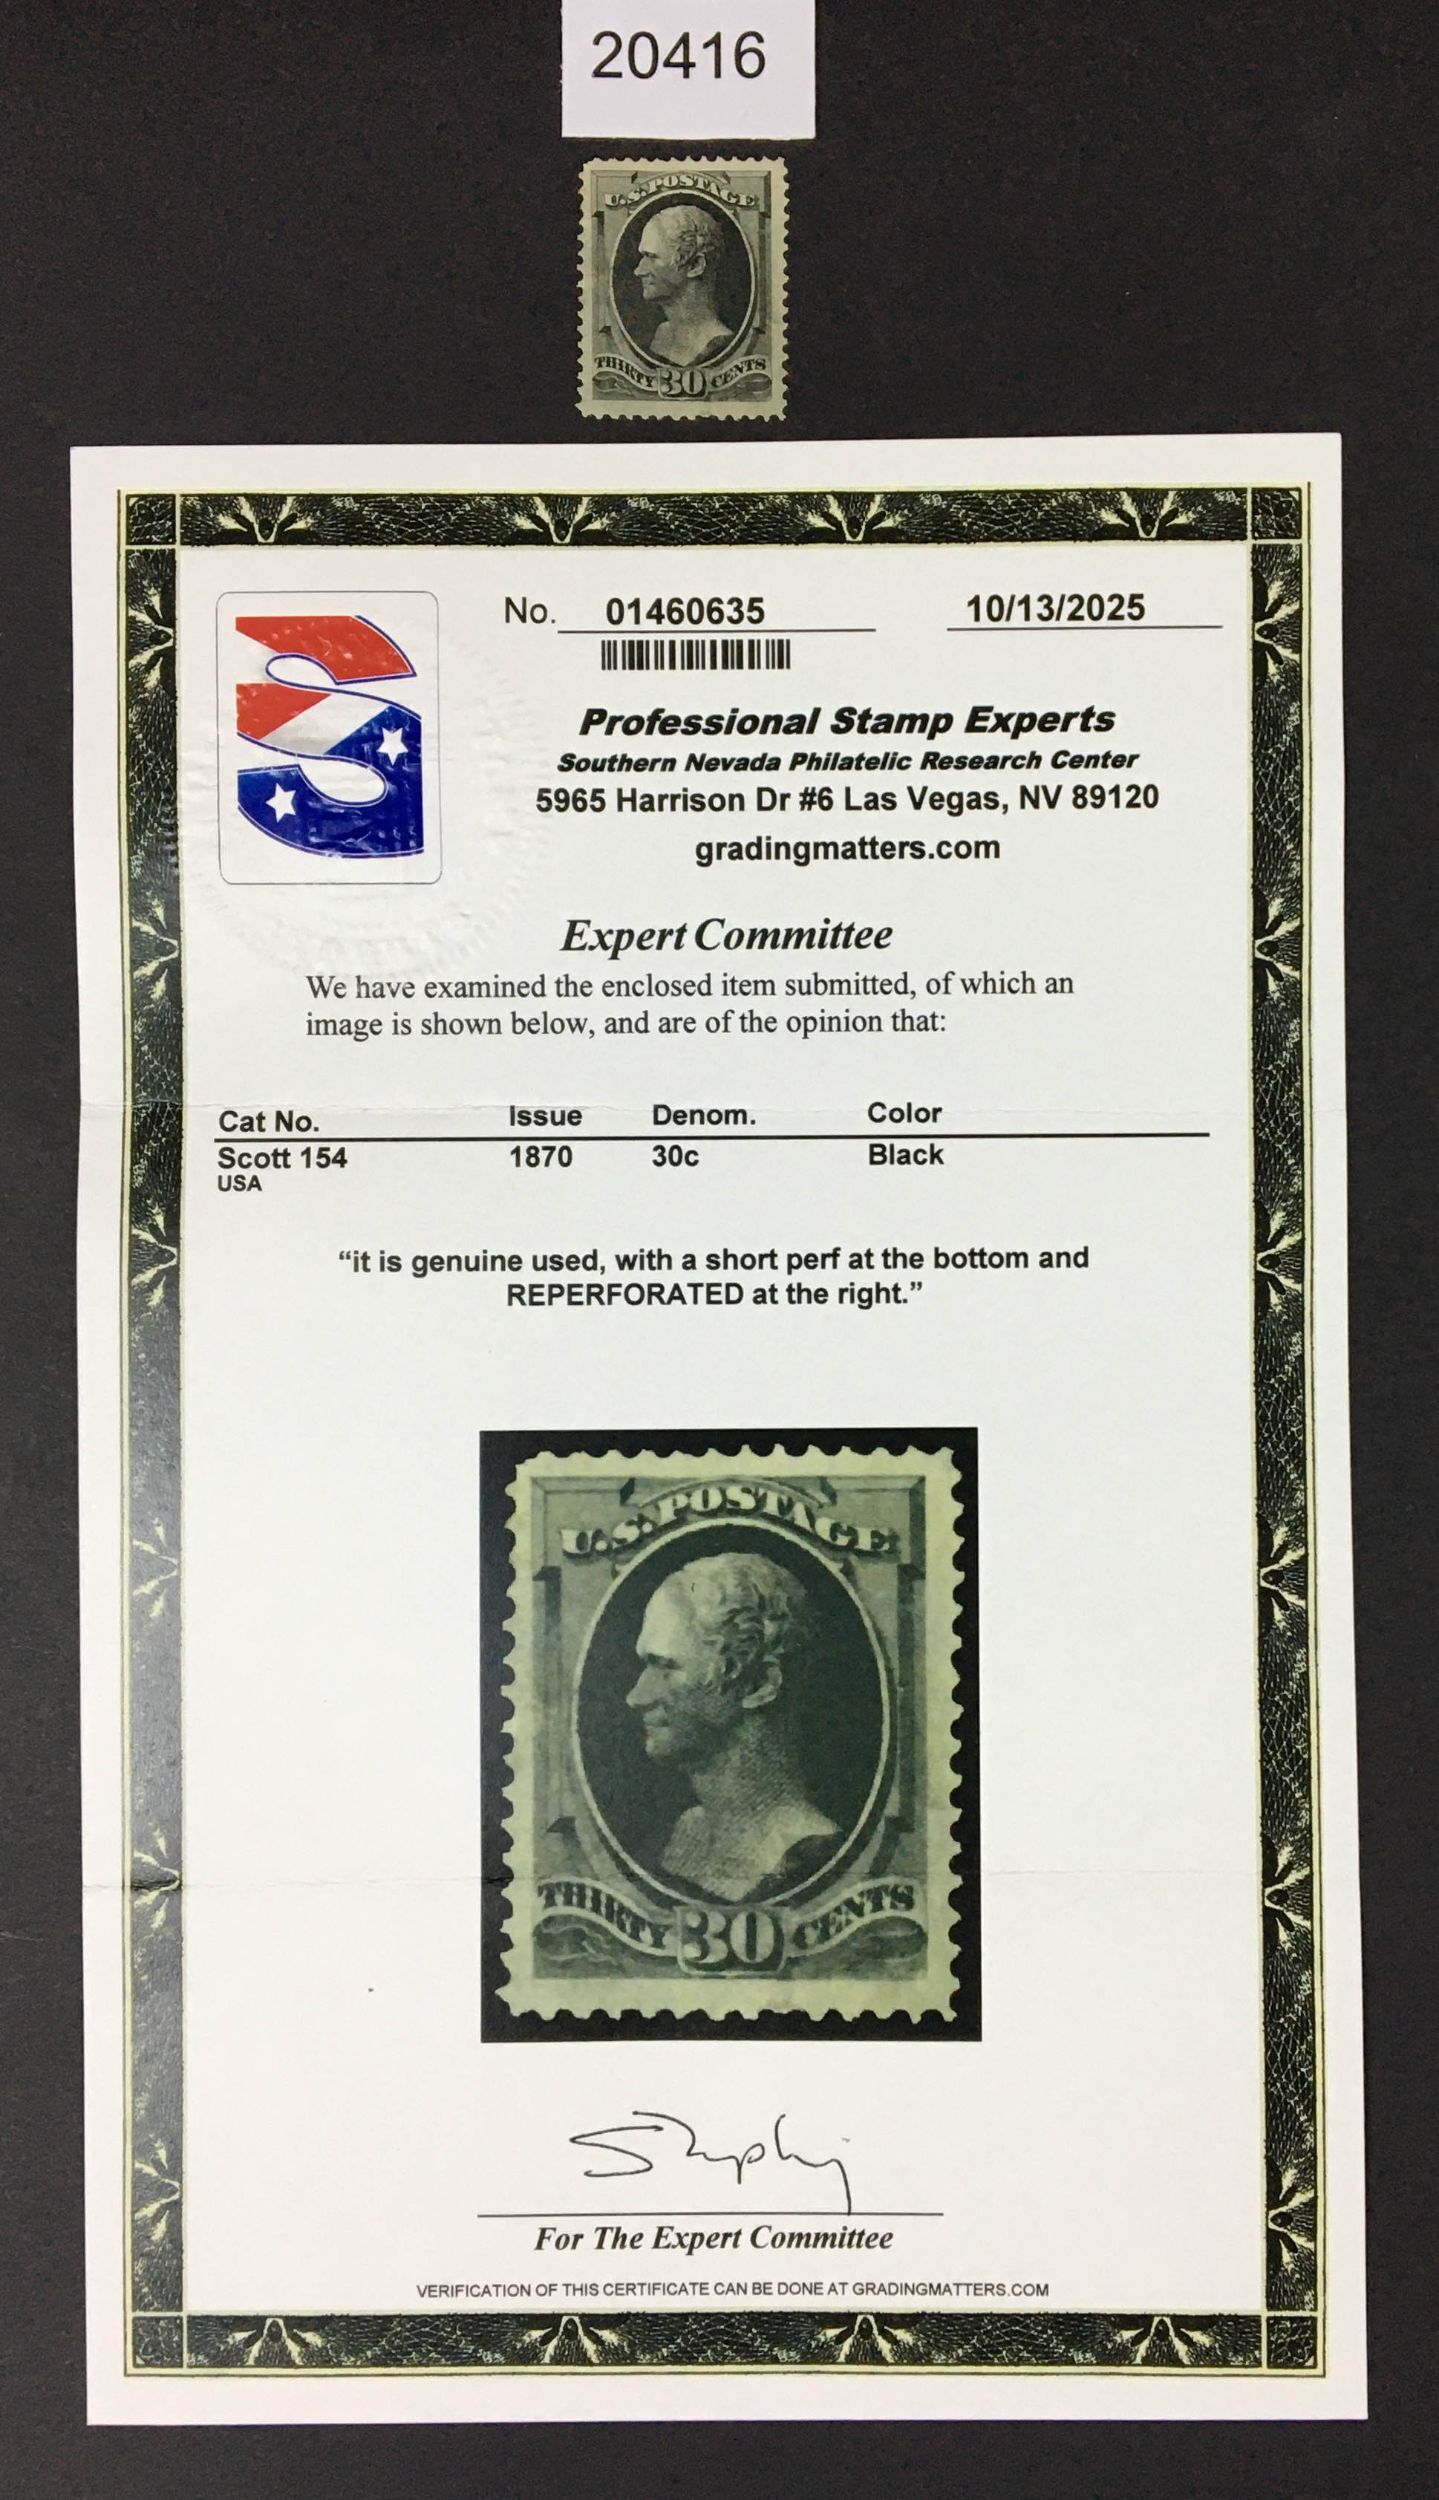 20416
U.S. POSTAGE
THIRTY 30 CENTS
No. 01460635 10/13/2025
Professional Stamp Experts
Southern Nevada Philatelic Research Center
5965 Harrison Dr #6 Las Vegas, NV 89120
gradingmatters.com
Expert Committee
We have examined the enclosed item submitted, of which an
image is shown below, and are of the opinion that:
Cat No. Issue Denom. Color
Scott 154 1870 30c Black
USA
“it is genuine used, with a short perf at the bottom and
REPERFORATED at the right.”
U.S. POSTAGE
THIRTY 30 CENTS
For The Expert Committee
VERIFICATION OF THIS CERTIFICATE CAN BE DONE AT GRADINGMATTERS.COM